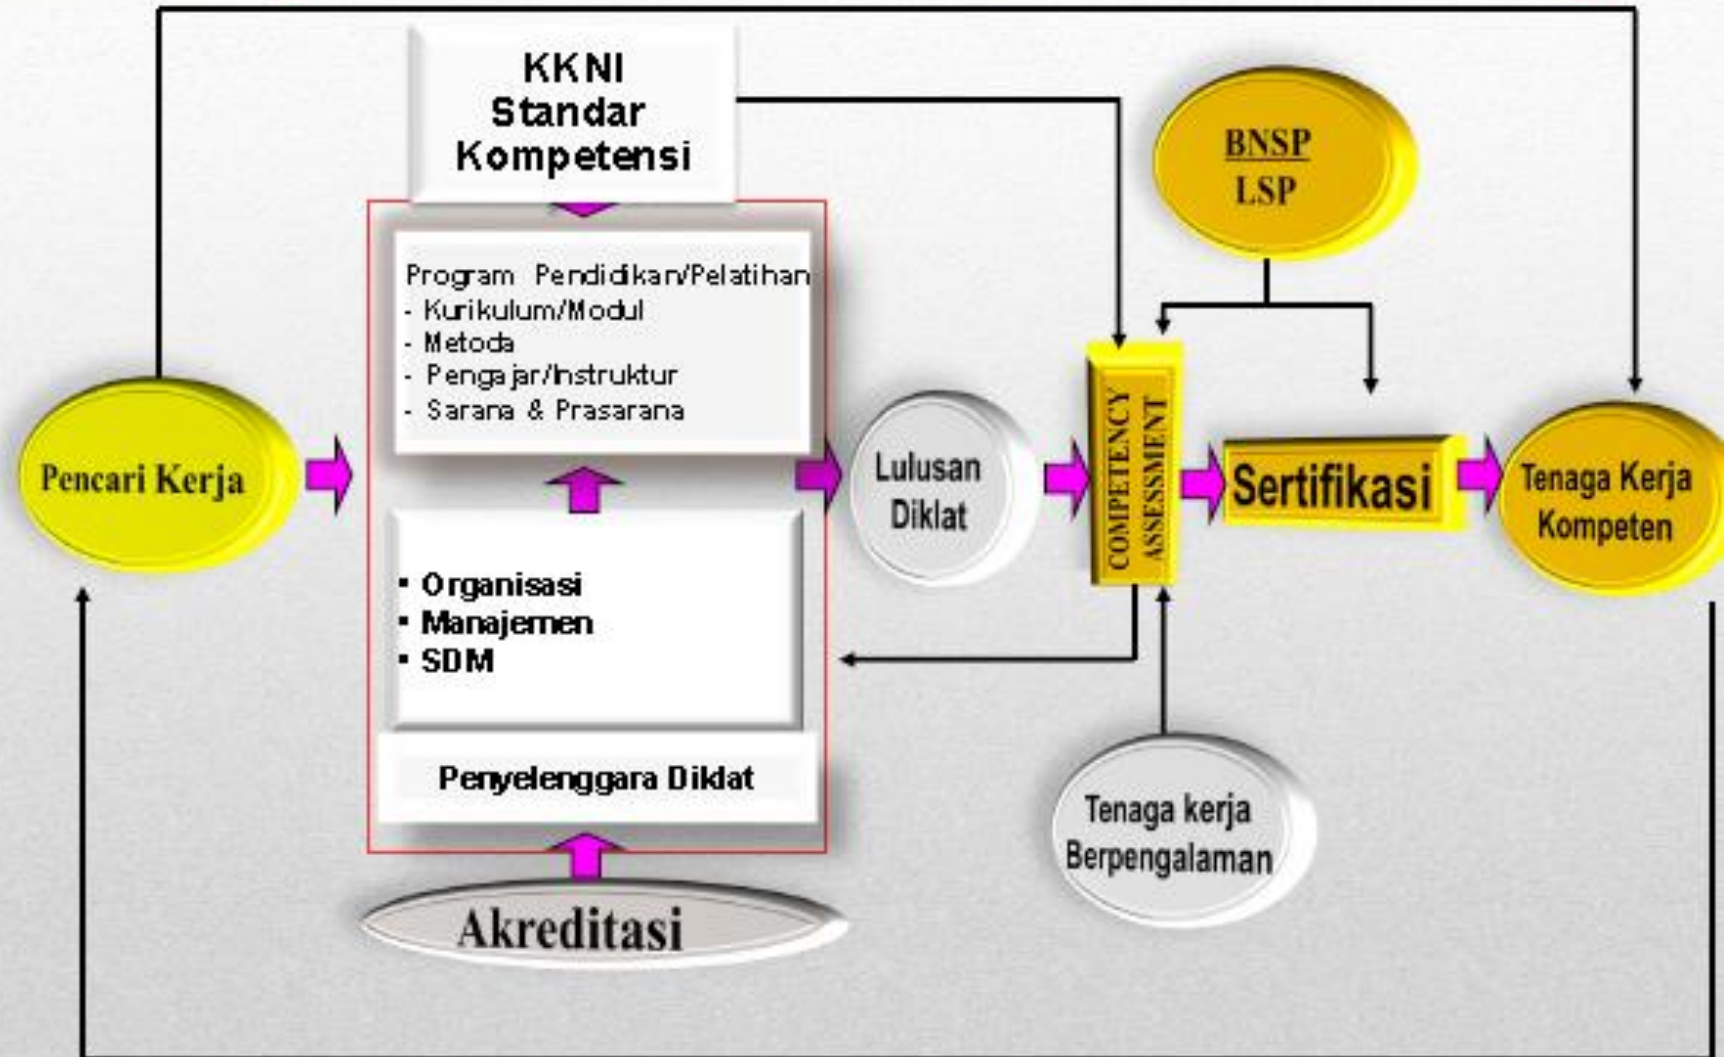 KKNI
Standar
Kompetensi
BNSP
LSP
Program Pendidikan/Pelatihan
- Kurikulum/Modul
- Metoda
- Pengajar/Instruktur
- Sarana & Prasarana
Pencari Kerja
Lulusan
Diklat
COMPETENCY
ASSESSMENT
Sertifikasi
Tenaga Kerja
Kompeten
▪ Organisasi
▪ Manajemen
▪ SDM
Penyelenggara Diklat
Tenaga kerja
Berpengalaman
Akreditasi